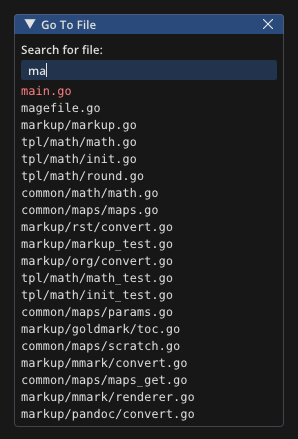 Go To File
Search for file:
ma
main.go
magefile.go
markup/markup.go
tpl/math/math.go
tpl/math/init.go
tpl/math/round.go
common/math/math.go
common/maps/maps.go
markup/rst/convert.go
markup/markup_test.go
markup/org/convert.go
tpl/math/math_test.go
tpl/math/init_test.go
common/maps/params.go
markup/goldmark/toc.go
common/maps/scratch.go
markup/mmark/convert.go
common/maps/maps_get.go
markup/mmark/renderer.go
markup/pandoc/convert.go